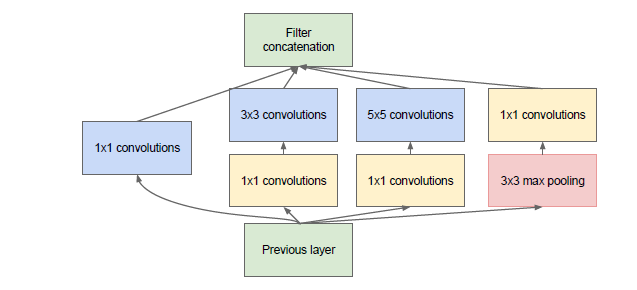 Filter
concatenation
3x3 convolutions
5x5 convolutions
1x1 convolutions
1x1 convolutions
1x1 convolutions
1x1 convolutions
3x3 max pooling
Previous layer